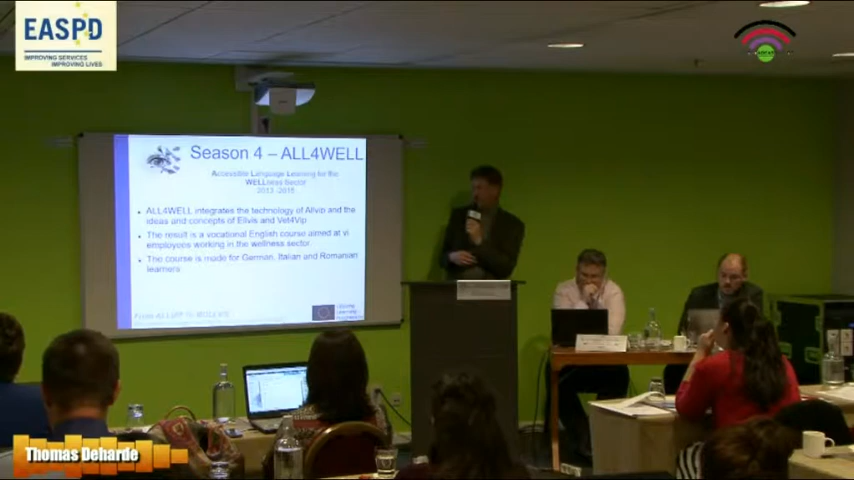 EASPD
IMPROVING SERVICES
IMPROVING LIVES
Season 4 – ALL4WELL
Accessible Language Learning for the
WELLness Sector
2013 -2015
• ALL4WELL integrates the technology of Allvip and the
ideas and concepts of Elivis and Vet4Vip
• The result is a vocational English course aimed at vi
employees working in the wellness sector.
• The course is made for German, Italian and Romanian
learners
Thomas Deharde